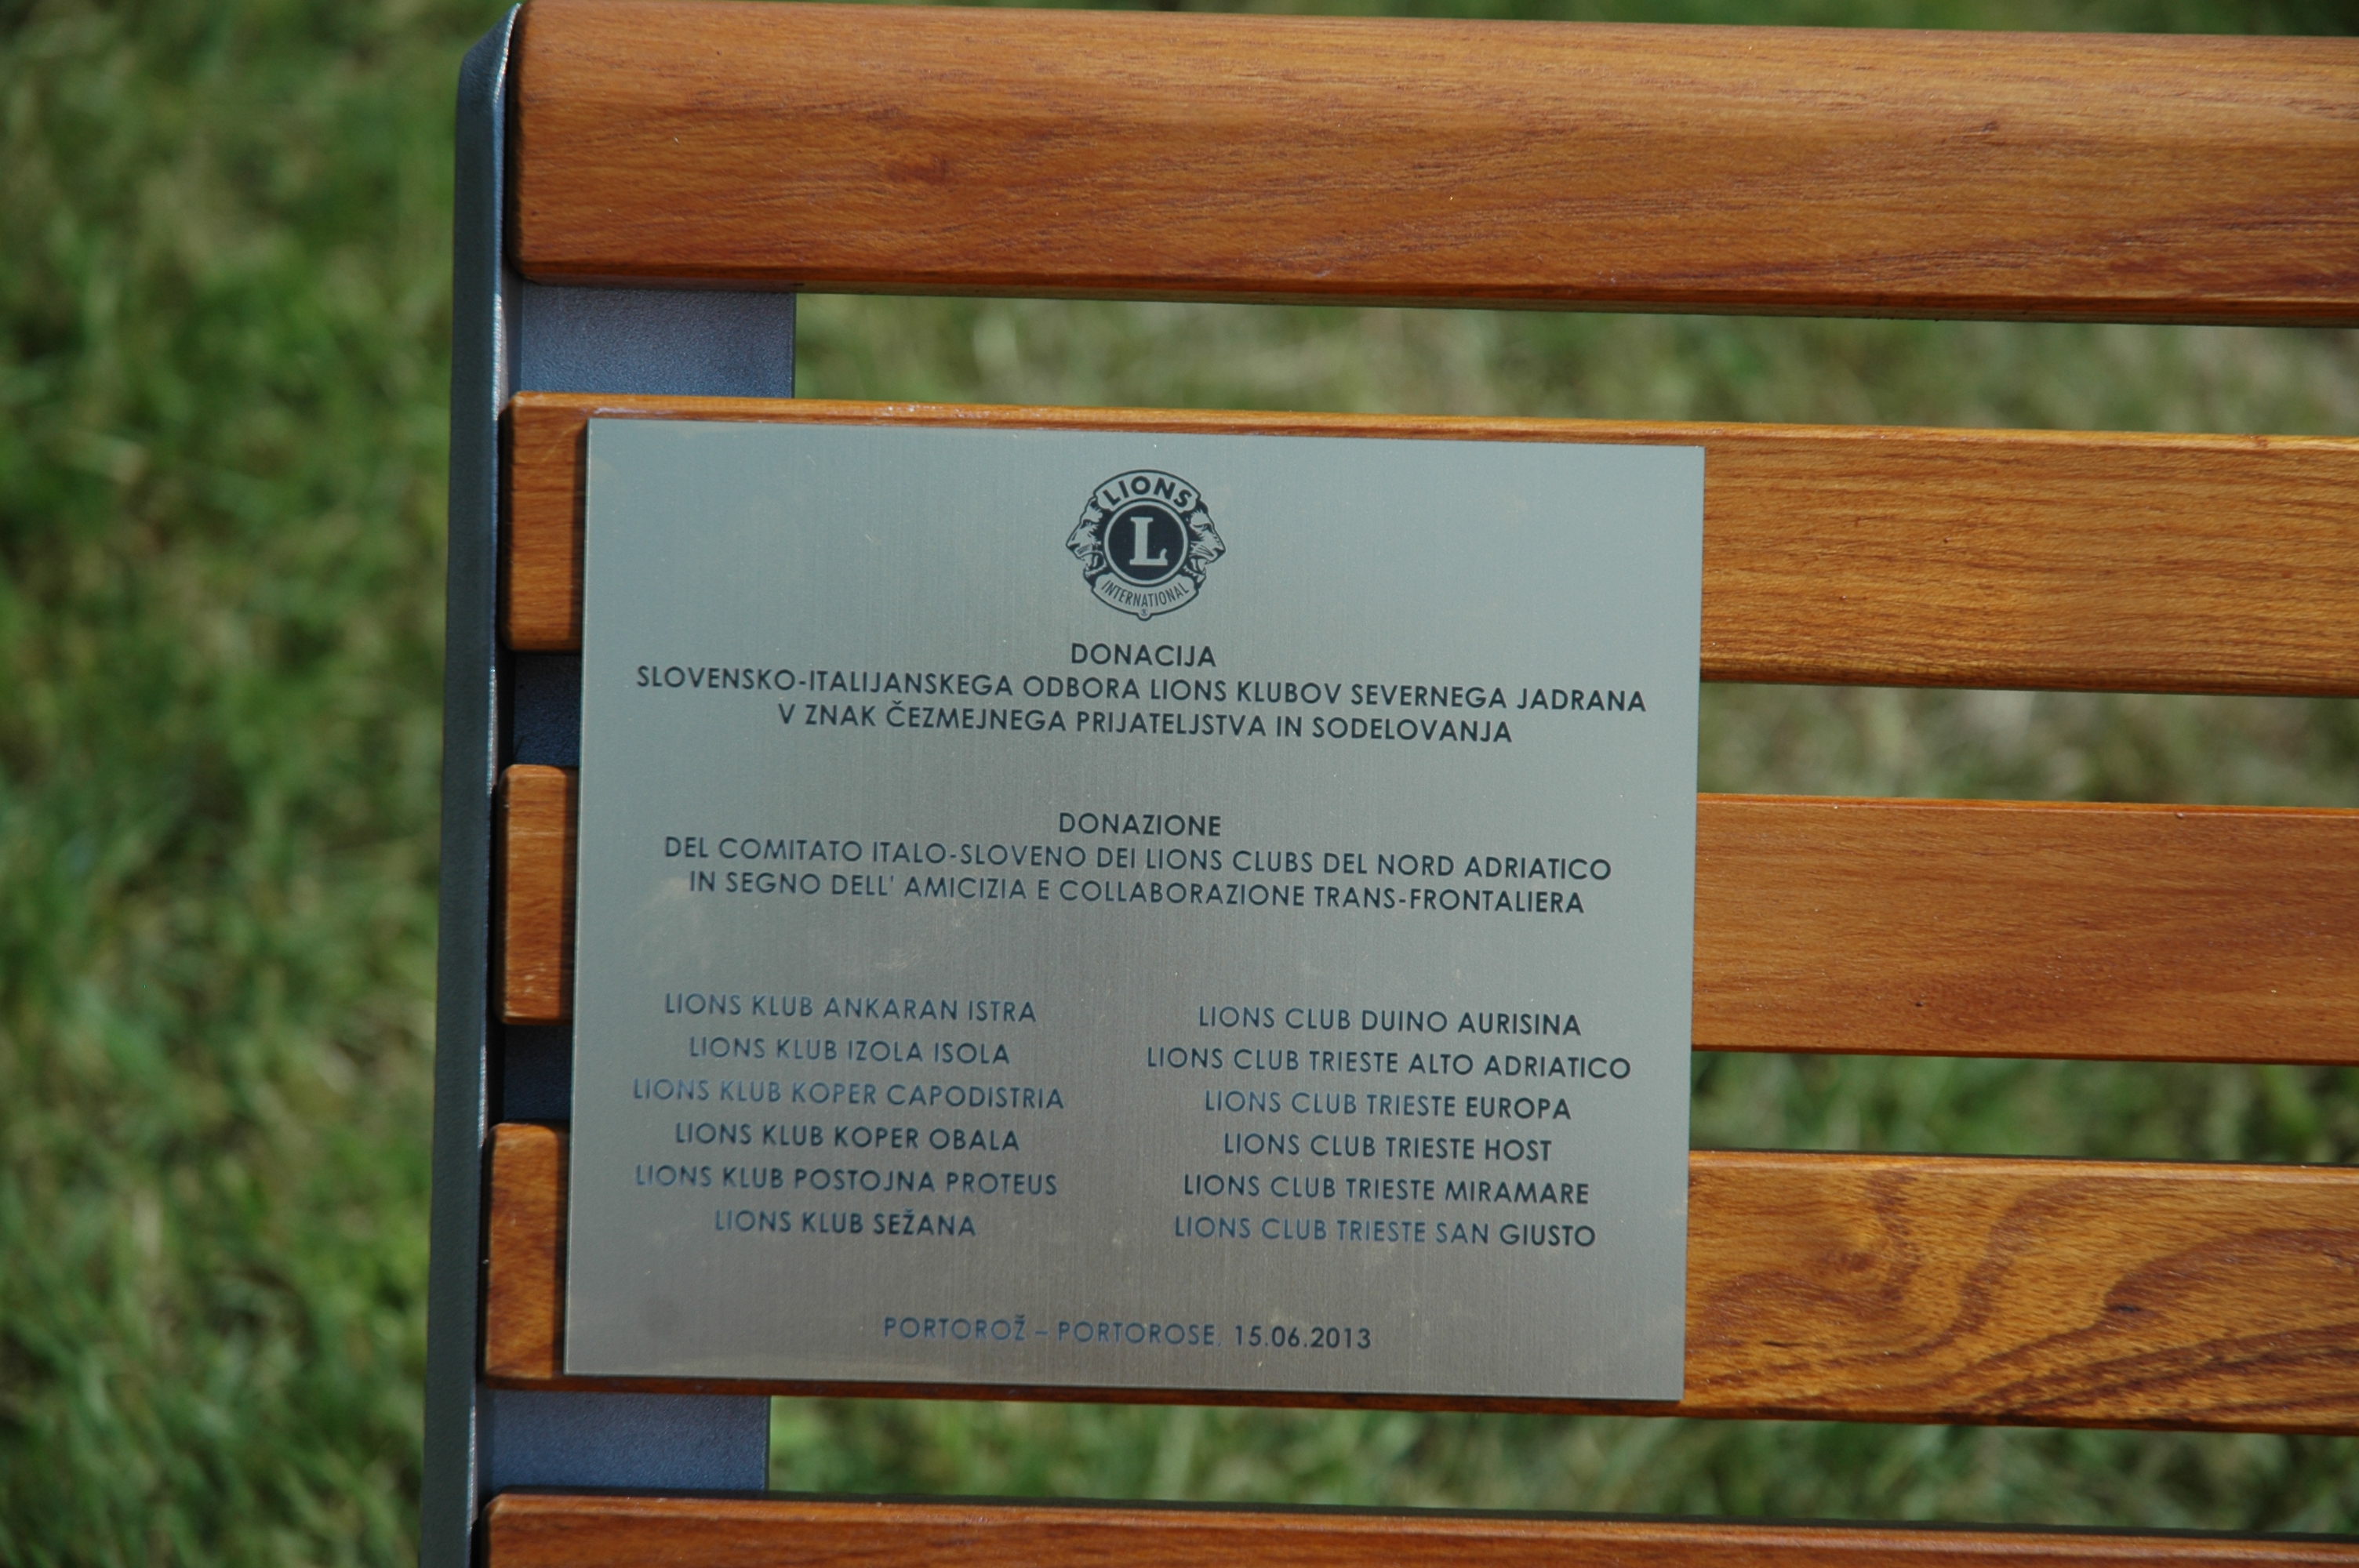 LIONS
L
INTERNATIONAL
DONACIJA
SLOVENSKO-ITALIJANSKEGA ODBORA LIONS KLUBOV SEVERNEGA JADRANA
V ZNAK ČEZMEJNEGA PRIJATELJSTVA IN SODELOVANJA
DONAZIONE
DEL COMITATO ITALO-SLOVENO DEI LIONS CLUBS DEL NORD ADRIATICO
IN SEGNO DELL' AMICIZIA E COLLABORAZIONE TRANS-FRONTALIERA
LIONS KLUB ANKARAN ISTRA
LIONS KLUB IZOLA ISOLA
LIONS KLUB KOPER CAPODISTRIA
LIONS KLUB KOPER OBALA
LIONS KLUB POSTOJNA PROTEUS
LIONS KLUB SEŽANA
LIONS CLUB DUINO AURISINA
LIONS CLUB TRIESTE ALTO ADRIATICO
LIONS CLUB TRIESTE EUROPA
LIONS CLUB TRIESTE HOST
LIONS CLUB TRIESTE MIRAMARE
LIONS CLUB TRIESTE SAN GIUSTO
PORTOROŽ – PORTOROSE, 15.06.2013